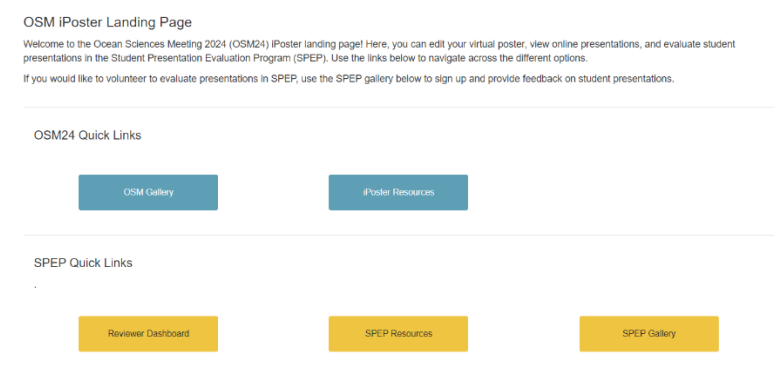 OSM iPoster Landing Page
Welcome to the Ocean Sciences Meeting 2024 (OSM24) iPoster landing page! Here, you can edit your virtual poster, view online presentations, and evaluate student
presentations in the Student Presentation Evaluation Program (SPEP). Use the links below to navigate across the different options.
If you would like to volunteer to evaluate presentations in SPEP, use the SPEP gallery below to sign up and provide feedback on student presentations.
OSM24 Quick Links
OSM Gallery
iPoster Resources
SPEP Quick Links
.
Reviewer Dashboard
SPEP Resources
SPEP Gallery